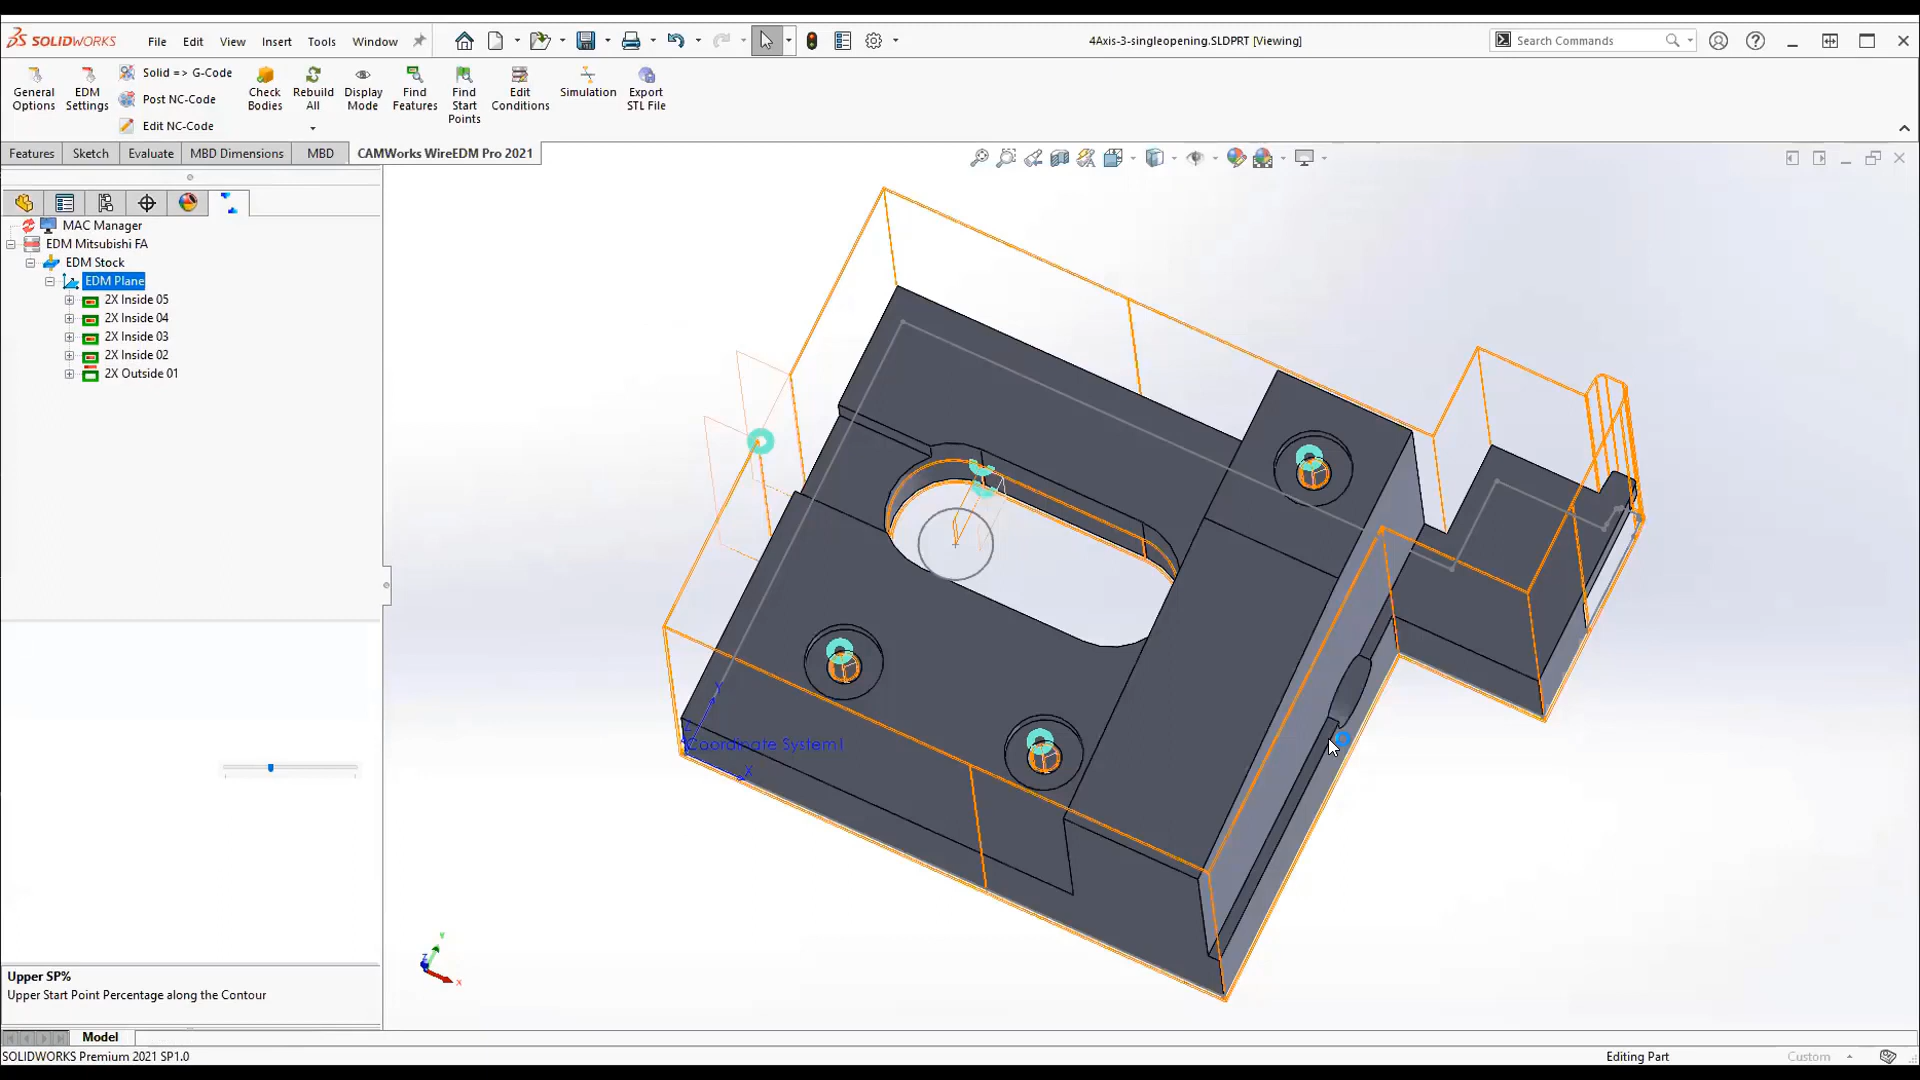 SOLIDWORKS File Edit View Insert Tools Window
4Axis-3-singleopening.SLDPRT [Viewing]
Search Commands
General Options
EDM Settings
Solid => G-Code
Post NC-Code
Edit NC-Code
Check Bodies
Rebuild All
Display Mode
Find Features
Find Start Points
Edit Conditions
Simulation
Export STL File
Features Sketch Evaluate MBD Dimensions MBD CAMWorks WireEDM Pro 2021
MAC Manager
EDM Mitsubishi FA
EDM Stock
EDM Plane
2X Inside 05
2X Inside 04
2X Inside 03
2X Inside 02
2X Outside 01
Y
Coordinate System1
X
Y
Z
X
Upper SP%
Upper Start Point Percentage along the Contour
Model
SOLIDWORKS Premium 2021 SP1.0
Editing Part
Custom